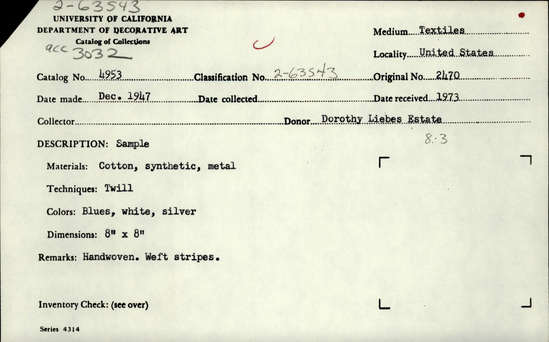 2-63543
UNIVERSITY OF CALIFORNIA
DEPARTMENT OF DECORATIVE ART
Catalog of Collections
acc 3032
Medium Textiles
Locality United States
Catalog No. 4953 Classification No. 2-63543 Original No. 2470
Date made Dec. 1947 Date collected Date received 1973
Collector Donor Dorothy Liebes Estate
8.3
DESCRIPTION: Sample
Materials: Cotton, synthetic, metal
Techniques: Twill
Colors: Blues, white, silver
Dimensions: 8" x 8"
Remarks: Handwoven. Weft stripes.
Inventory Check: (see over)
Series 4314